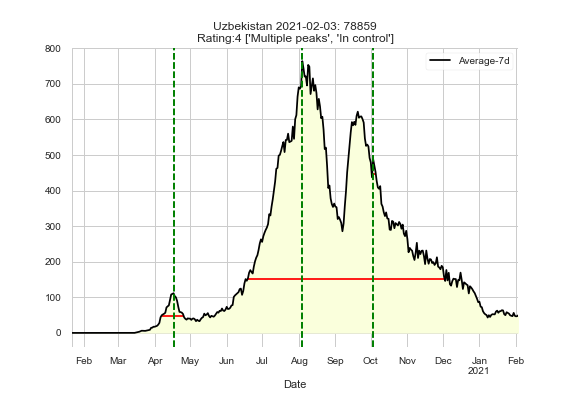 Uzbekistan 2021-02-03: 78859
Rating:4 ['Multiple peaks', 'In control']
Average-7d
800
700
600
500
400
300
200
100
0
Feb Mar Apr May Jun Jul Aug Sep Oct Nov Dec Jan Feb
2021
Date